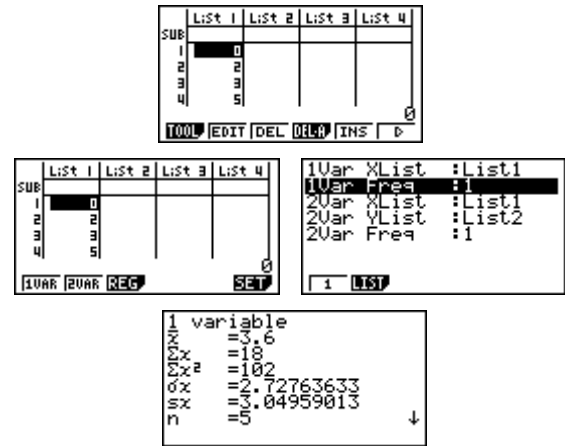 List 1 List 2 List 3 List 4
SUB
1 0
2 2
3 3
4 5
0
TOOL EDIT DEL DEL·A INS ▷
List 1 List 2 List 3 List 4
SUB
1 0
2 2
3 3
4 5
0
1VAR 2VAR REG SET
1Var XList :List1
1Var Freq :1
2Var XList :List1
2Var YList :List2
2Var Freq :1
1 LIST
1 variable
x̄ =3.6
Σx =18
Σx² =102
σx =2.72763633
sx =3.04959013
n =5 ↓